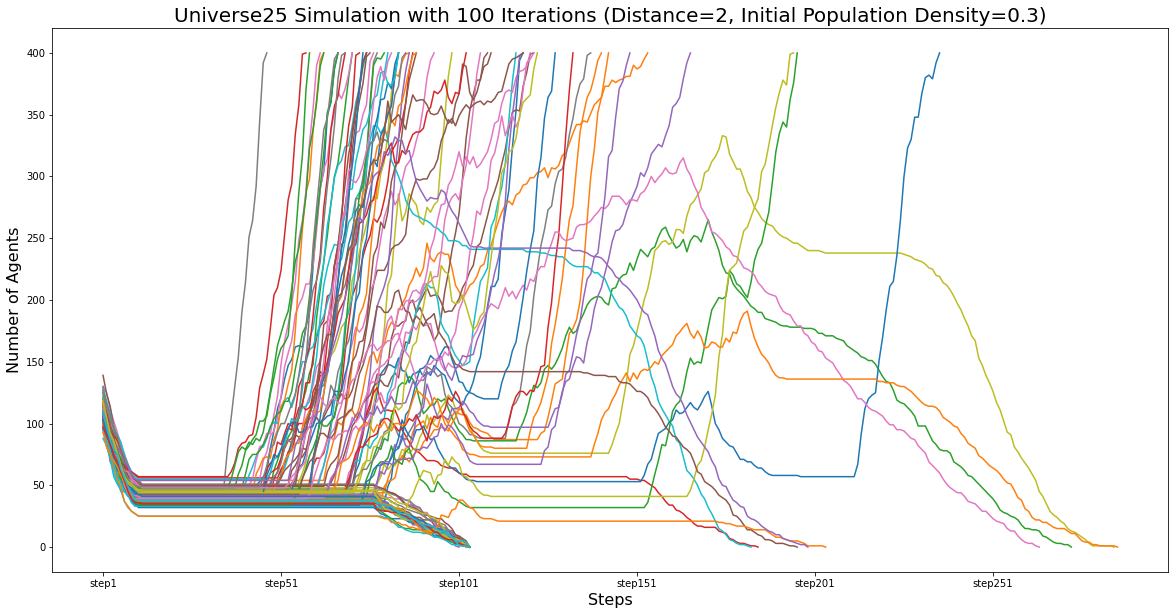 Universe25 Simulation with 100 Iterations (Distance=2, Initial Population Density=0.3)
Number of Agents
400
350
300
250
200
150
100
50
0
step1 step51 step101 step151 step201 step251
Steps